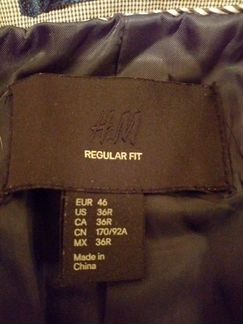 H&M
REGULAR FIT
EUR 46
US 36R
CA 36R
CN 170/92A
MX 36R
Made in
China